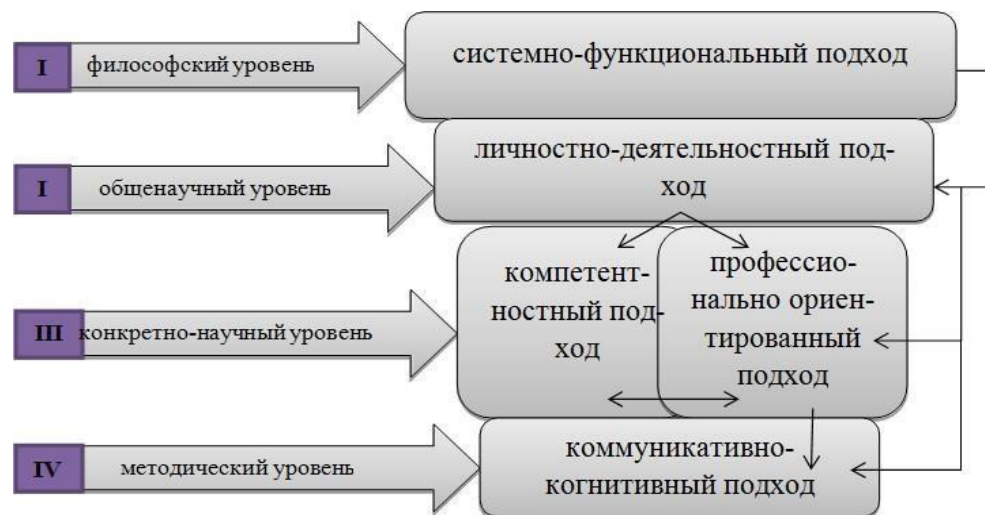 I
философский уровень
системно-функциональный подход
I
общенаучный уровень
личностно-деятельностный под-
ход
III
конкретно-научный уровень
компетент-
ностный под-
ход
профессио-
нально ориен-
тированный
подход
IV
методический уровень
коммуникативно-
когнитивный подход